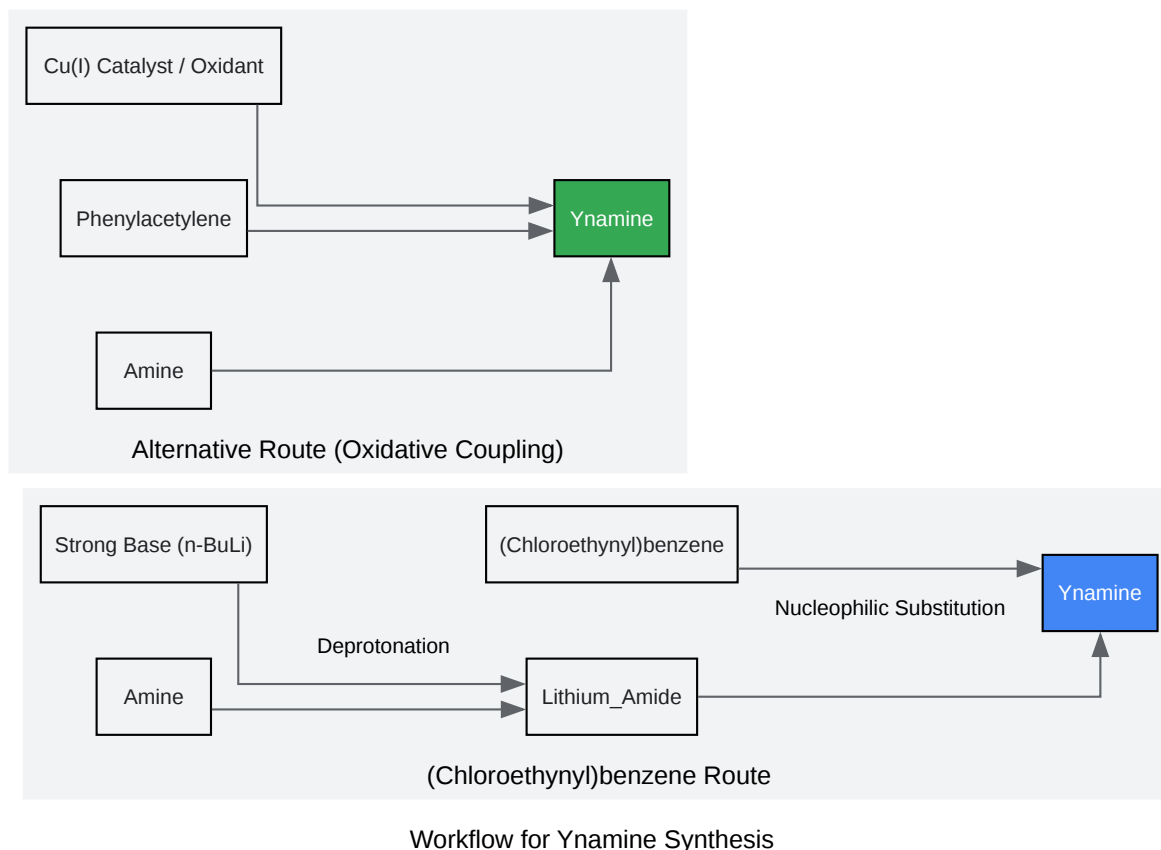 Cu(I) Catalyst / Oxidant
Phenylacetylene
Ynamine
Amine
Alternative Route (Oxidative Coupling)
Strong Base (n-BuLi)
(Chloroethynyl)benzene
Ynamine
Nucleophilic Substitution
Deprotonation
Amine
Lithium_Amide
(Chloroethynyl)benzene Route
Workflow for Ynamine Synthesis